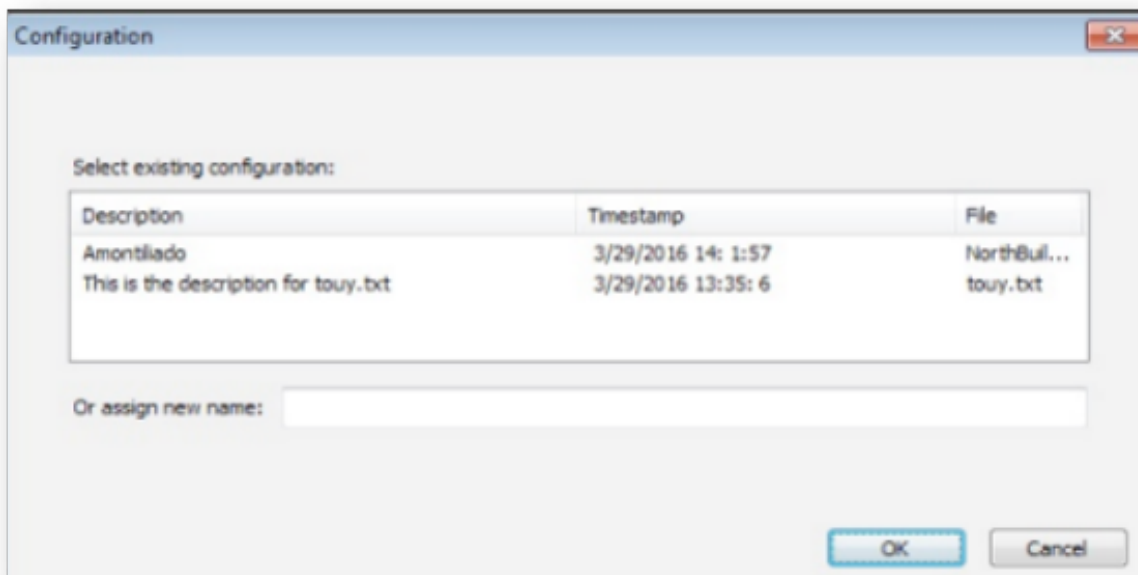 Configuration
Select existing configuration:
Description Timestamp File
Amontiliado 3/29/2016 14: 1:57 NorthBuil...
This is the description for touy.txt 3/29/2016 13:35: 6 touy.txt
Or assign new name:
OK Cancel